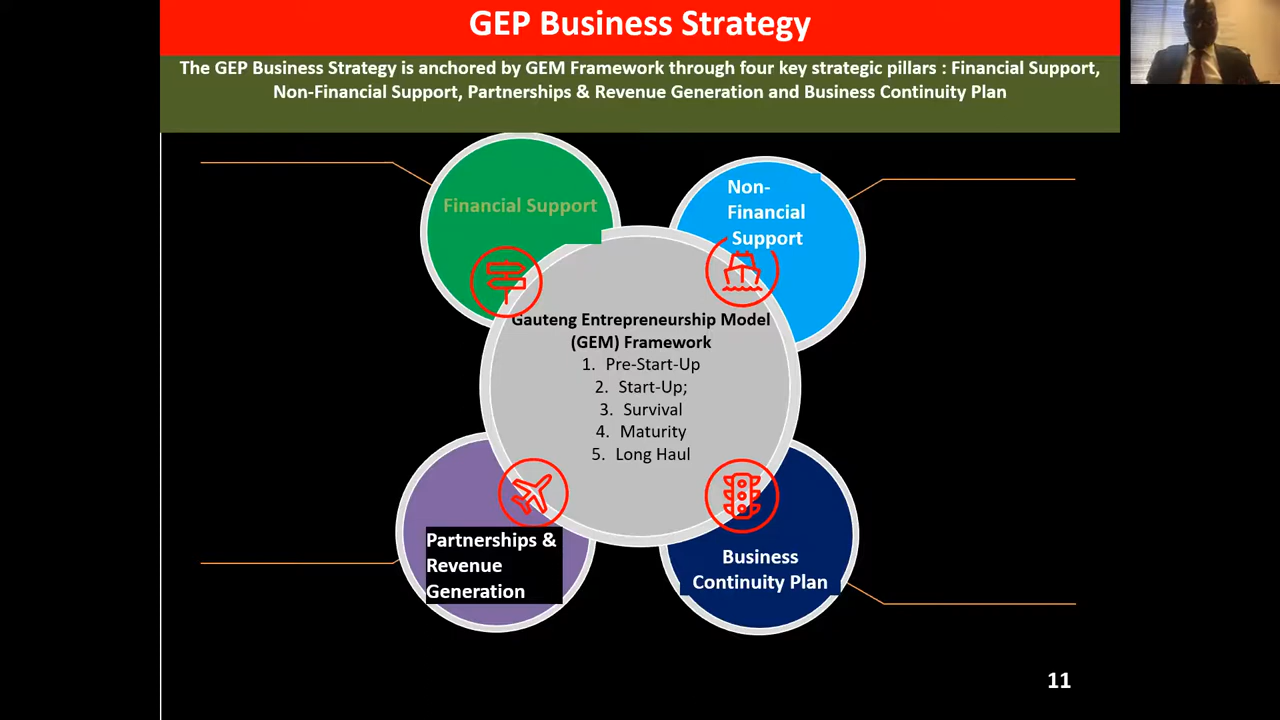 GEP Business Strategy
The GEP Business Strategy is anchored by GEM Framework through four key strategic pillars : Financial Support,
Non-Financial Support, Partnerships & Revenue Generation and Business Continuity Plan
Financial Support
Non-
Financial
Support
Gauteng Entrepreneurship Model
(GEM) Framework
1. Pre-Start-Up
2. Start-Up;
3. Survival
4. Maturity
5. Long Haul
Partnerships &
Revenue
Generation
Business
Continuity Plan
11